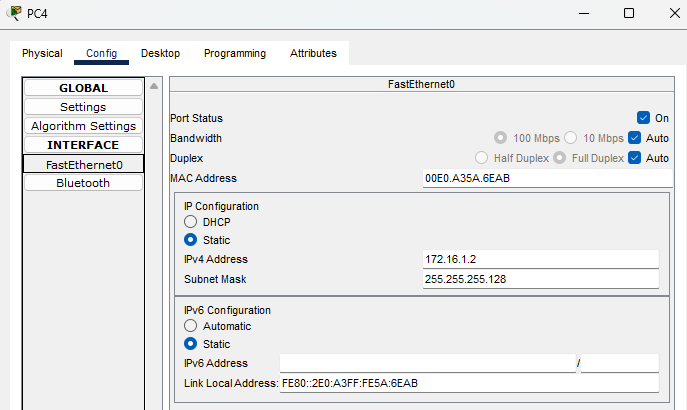 PC4
Physical Config Desktop Programming Attributes
GLOBAL
Settings
Algorithm Settings
INTERFACE
FastEthernet0
Bluetooth
FastEthernet0
Port Status On
Bandwidth 100 Mbps 10 Mbps Auto
Duplex Half Duplex Full Duplex Auto
MAC Address 00E0.A35A.6EAB
IP Configuration
DHCP
Static
IPv4 Address 172.16.1.2
Subnet Mask 255.255.255.128
IPv6 Configuration
Automatic
Static
IPv6 Address /
Link Local Address: FE80::2E0:A3FF:FE5A:6EAB